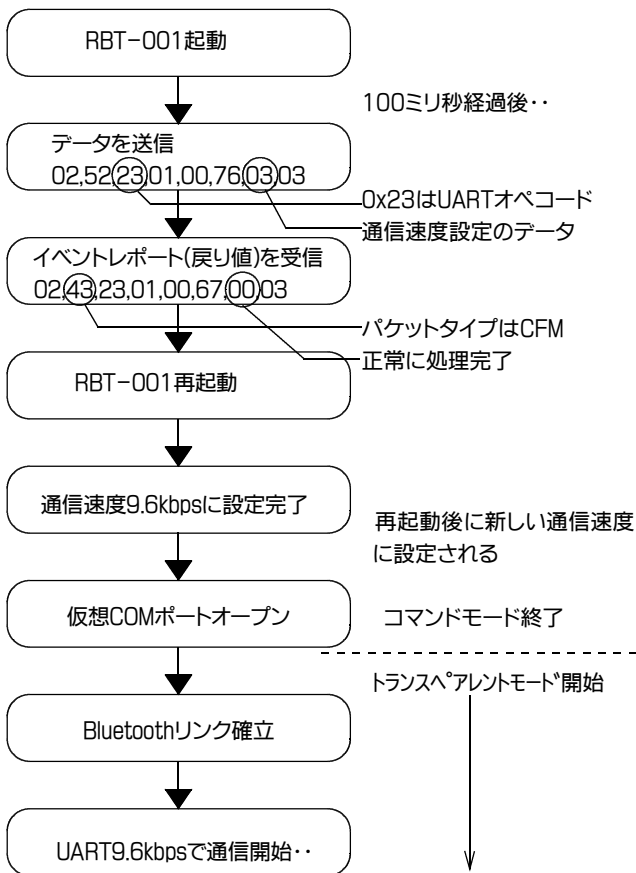 RBT-001起動
100ミリ秒経過後・・
データを送信
02,52,23,01,00,76,03,03
0x23はUARTオペコード
通信速度設定のデータ
イベントレポート(戻り値)を受信
02,43,23,01,00,67,00,03
パケットタイプはCFM
正常に処理完了
RBT-001再起動
通信速度9.6kbpsに設定完了
再起動後に新しい通信速度
に設定される
仮想COMポートオープン
コマンドモード終了
トランスペアレントモード開始
Bluetoothリンク確立
UART9.6kbpsで通信開始・・